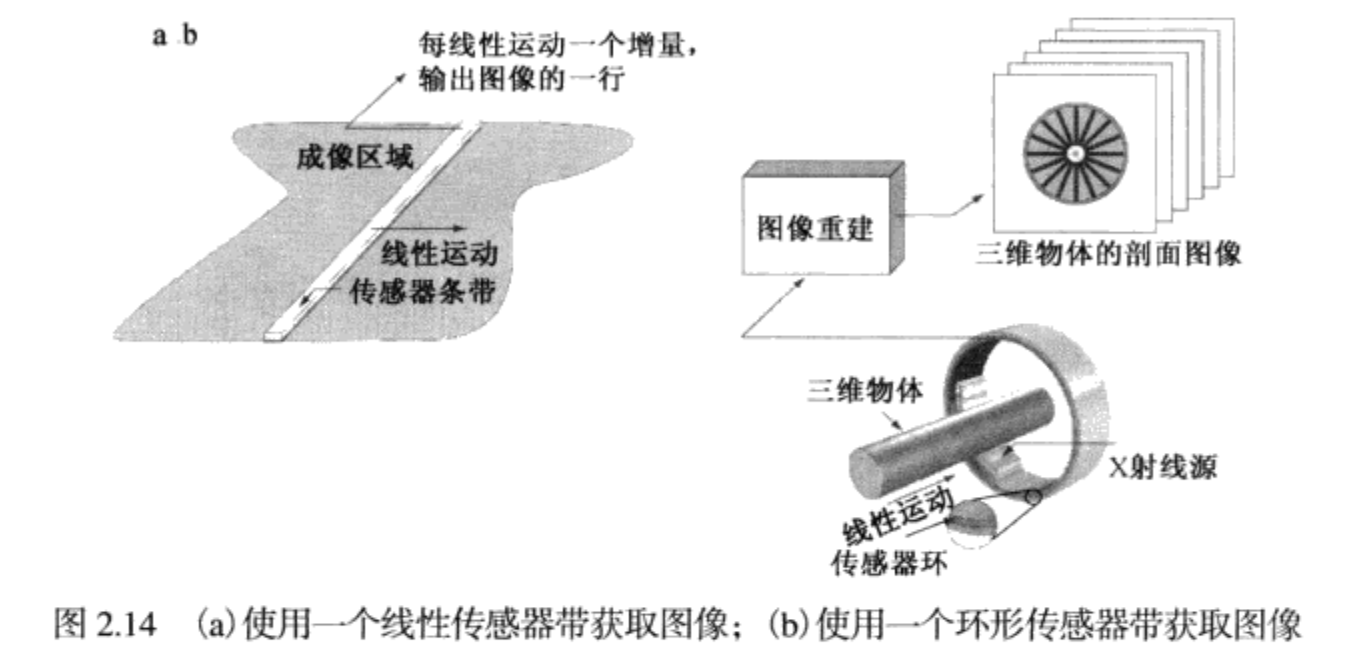 a b
每线性运动一个增量，
输出图像的一行
成像区域
线性运动
传感器条带
图像重建
三维物体的剖面图像
三维物体
X射线源
线性运动
传感器环
图 2.14 (a)使用一个线性传感器带获取图像；(b)使用一个环形传感器带获取图像